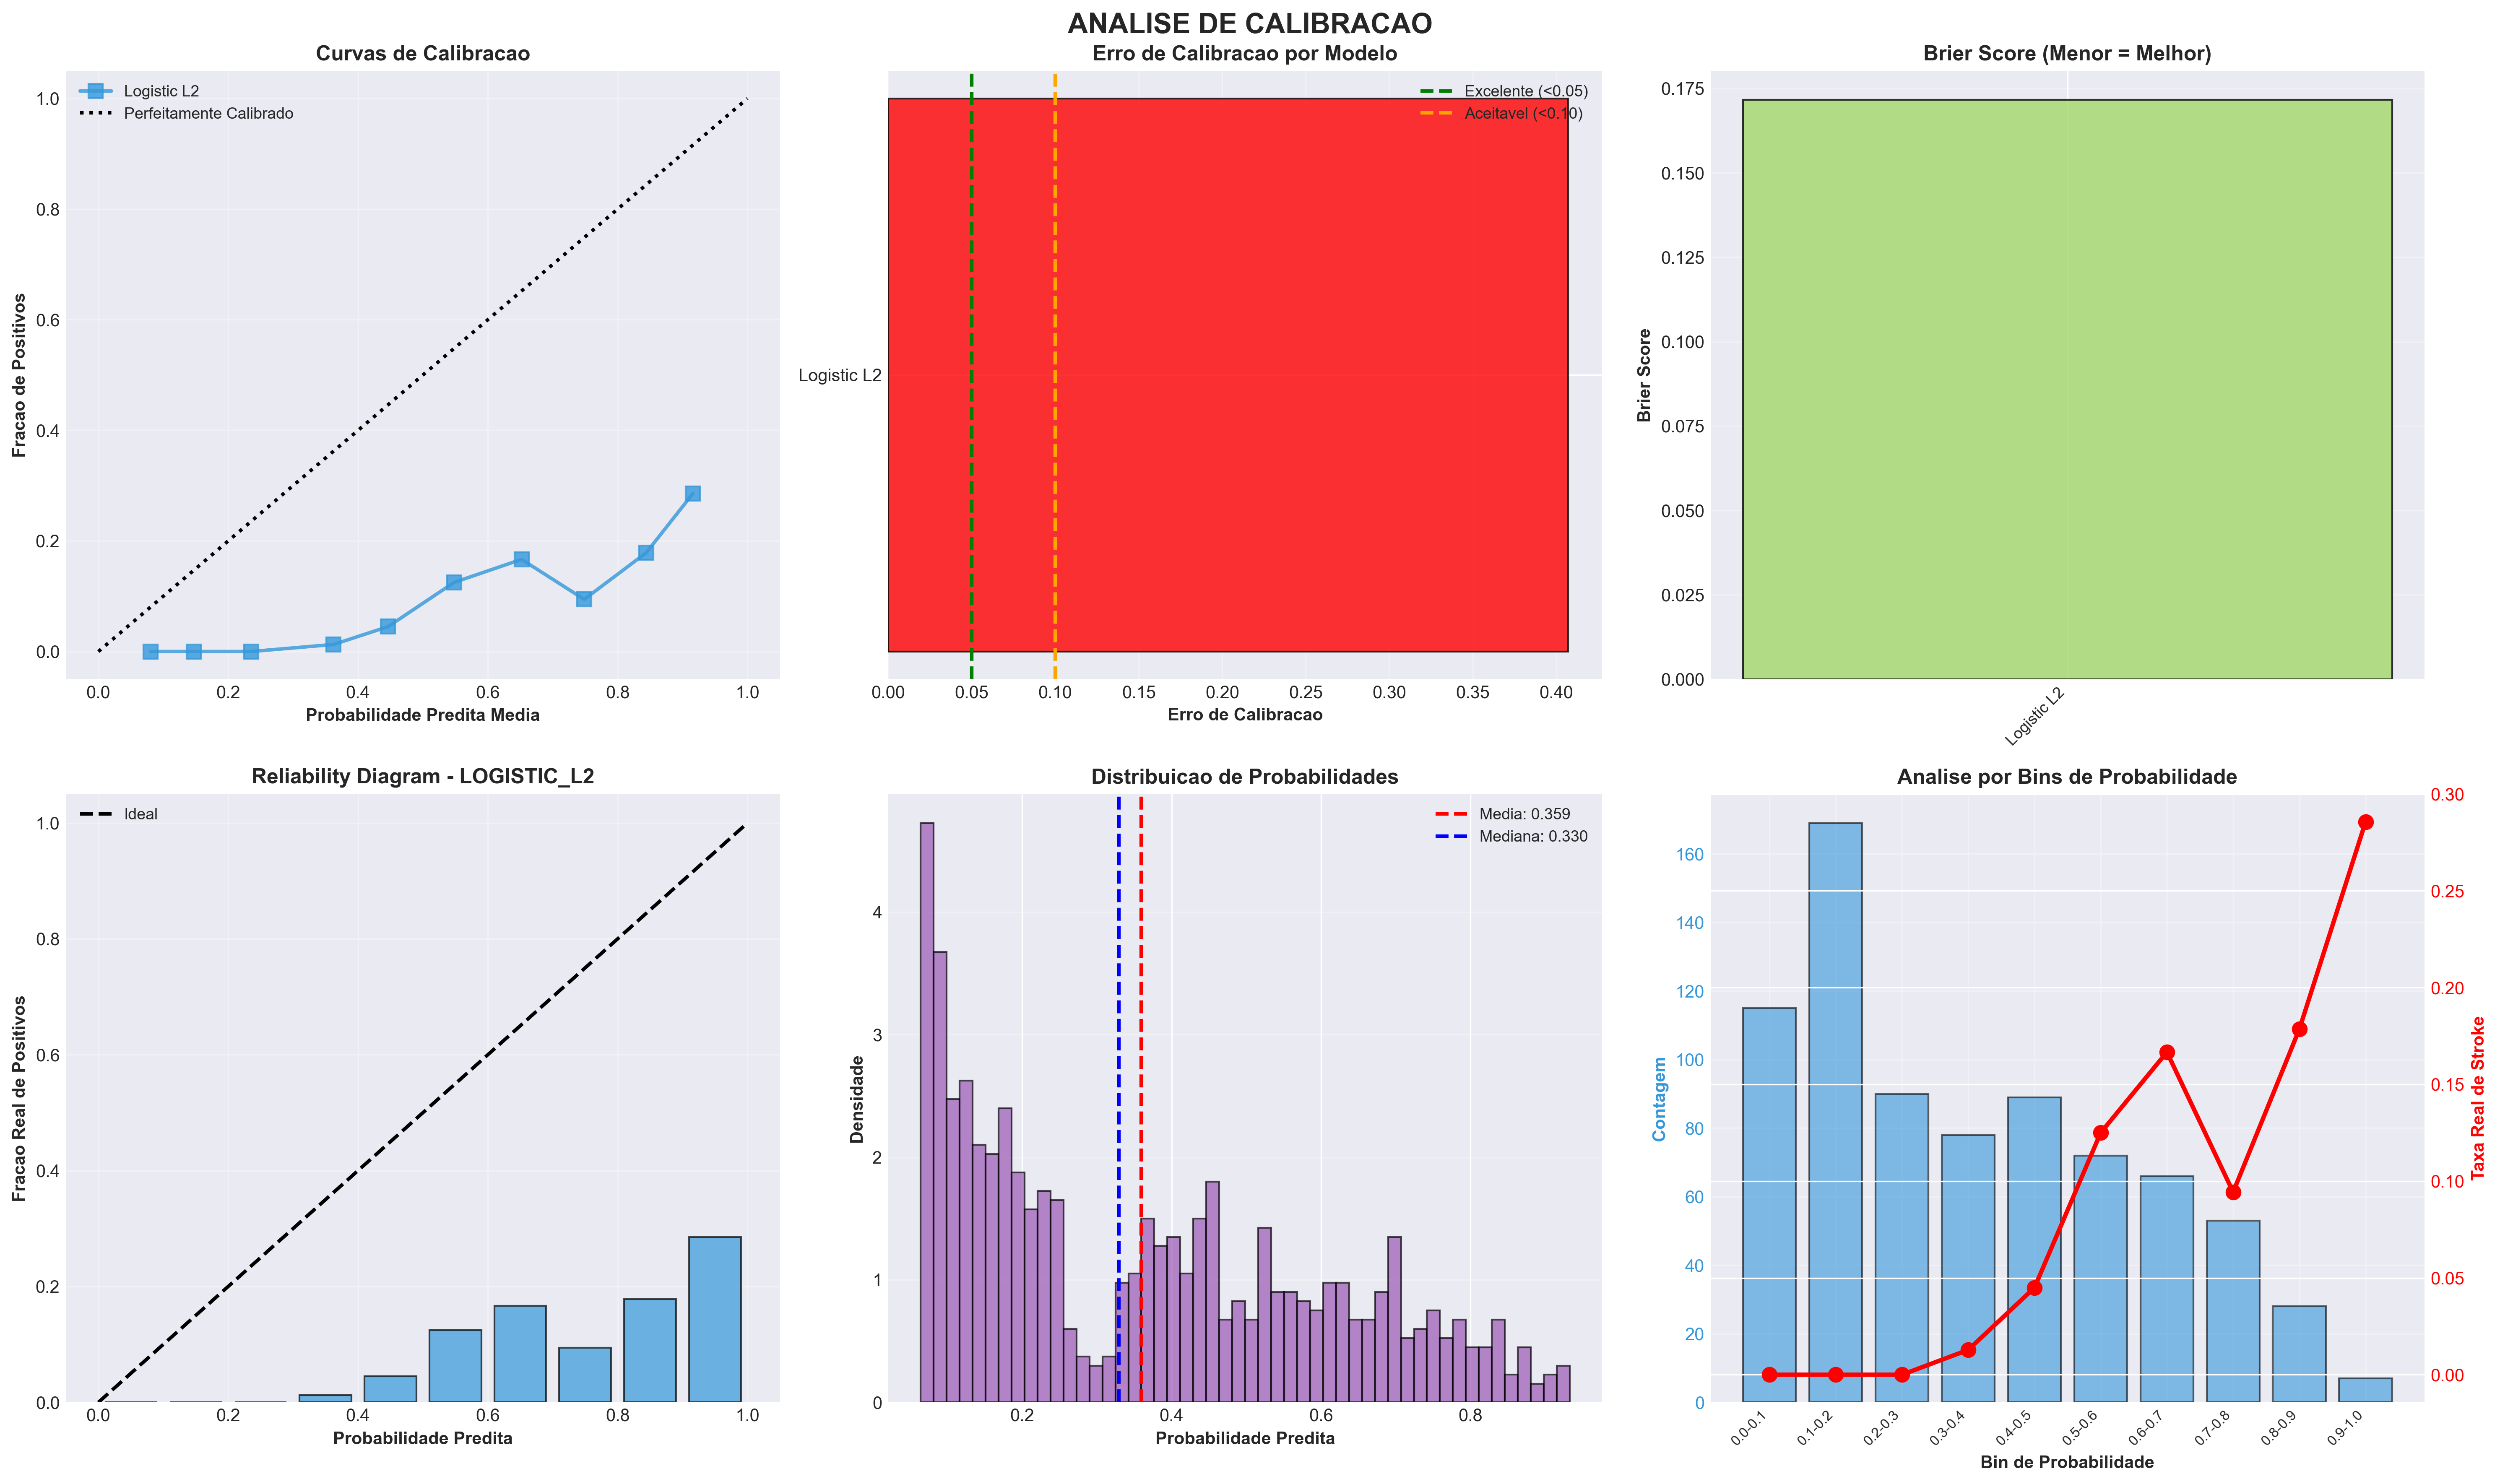 ANALISE DE CALIBRACAO
Curvas de Calibracao
Logistic L2
Perfeitamente Calibrado
1.0
0.8
0.6
0.4
0.2
0.0
Fracao de Positivos
0.0 0.2 0.4 0.6 0.8 1.0
Probabilidade Predita Media
Erro de Calibracao por Modelo
Excelente (<0.05)
Aceitavel (<0.10)
Logistic L2
0.00 0.05 0.10 0.15 0.20 0.25 0.30 0.35 0.40
Erro de Calibracao
Brier Score (Menor = Melhor)
0.175
0.150
0.125
0.100
0.075
0.050
0.025
0.000
Brier Score
Logistic L2
Reliability Diagram - LOGISTIC_L2
Ideal
1.0
0.8
0.6
0.4
0.2
0.0
Fracao Real de Positivos
0.0 0.2 0.4 0.6 0.8 1.0
Probabilidade Predita
Distribuicao de Probabilidades
Media: 0.359
Mediana: 0.330
4
3
2
1
0
Densidade
0.2 0.4 0.6 0.8
Probabilidade Predita
Analise por Bins de Probabilidade
160
140
120
100
80
60
40
20
0
Contagem
0.30
0.25
0.20
0.15
0.10
0.05
0.00
Taxa Real de Stroke
0.0-0.1 0.1-0.2 0.2-0.3 0.3-0.4 0.4-0.5 0.5-0.6 0.6-0.7 0.7-0.8 0.8-0.9 0.9-1.0
Bin de Probabilidade